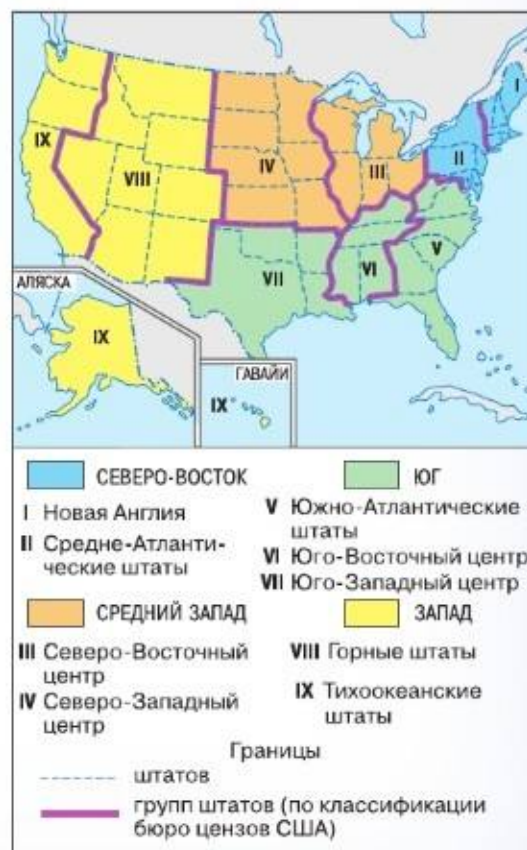 I
IX
VIII
IV
III
II
V
VI
VII
АЛЯСКА
IX
ГАВАЙИ
IX
СЕВЕРО-ВОСТОК
I Новая Англия
II Средне-Атланти-
ческие штаты
ЮГ
V Южно-Атлантические
штаты
VI Юго-Восточный центр
VII Юго-Западный центр
СРЕДНИЙ ЗАПАД
III Северо-Восточный
центр
IV Северо-Западный
центр
ЗАПАД
VIII Горные штаты
IX Тихоокеанские
штаты
Границы
штатов
групп штатов (по классификации
бюро цензов США)